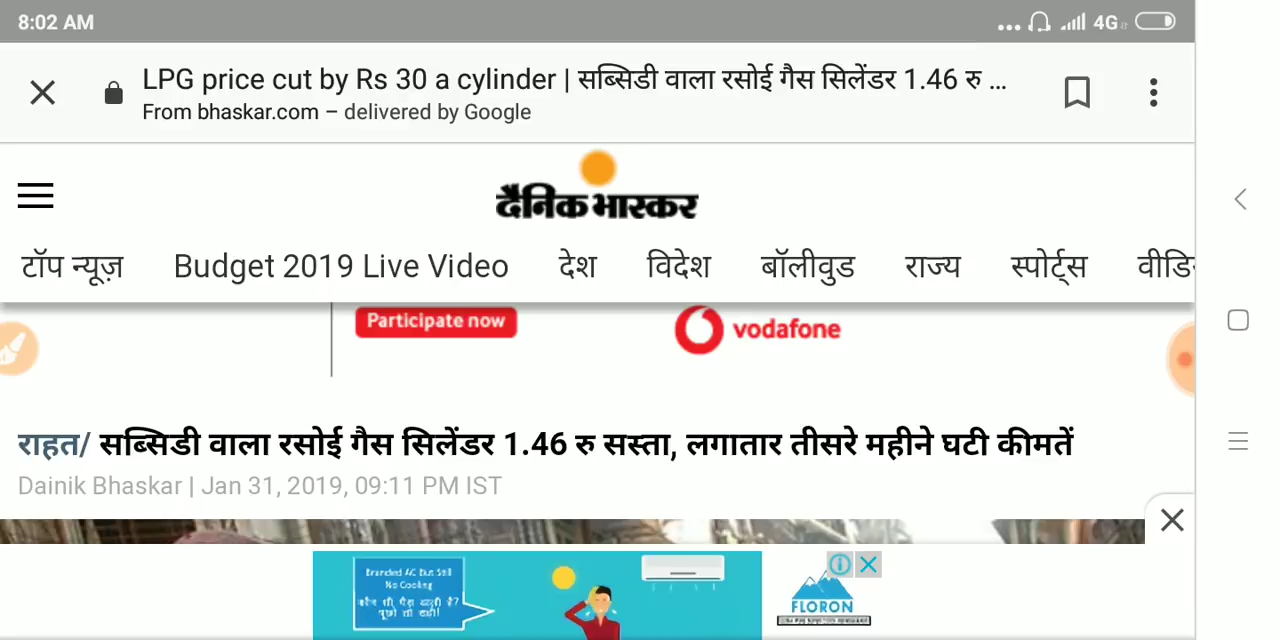 8:02 AM
4G
LPG price cut by Rs 30 a cylinder | सब्सिडी वाला रसोई गैस सिलेंडर 1.46 रु ...
From bhaskar.com – delivered by Google
दैनिक भास्कर
टॉप न्यूज़ Budget 2019 Live Video देश विदेश बॉलीवुड राज्य स्पोर्ट्स वीडि
Participate now
vodafone
राहत/ सब्सिडी वाला रसोई गैस सिलेंडर 1.46 रु सस्ता, लगातार तीसरे महीने घटी कीमतें
Dainik Bhaskar | Jan 31, 2019, 09:11 PM IST
Branded AC But Still
No Cooling
FLORON